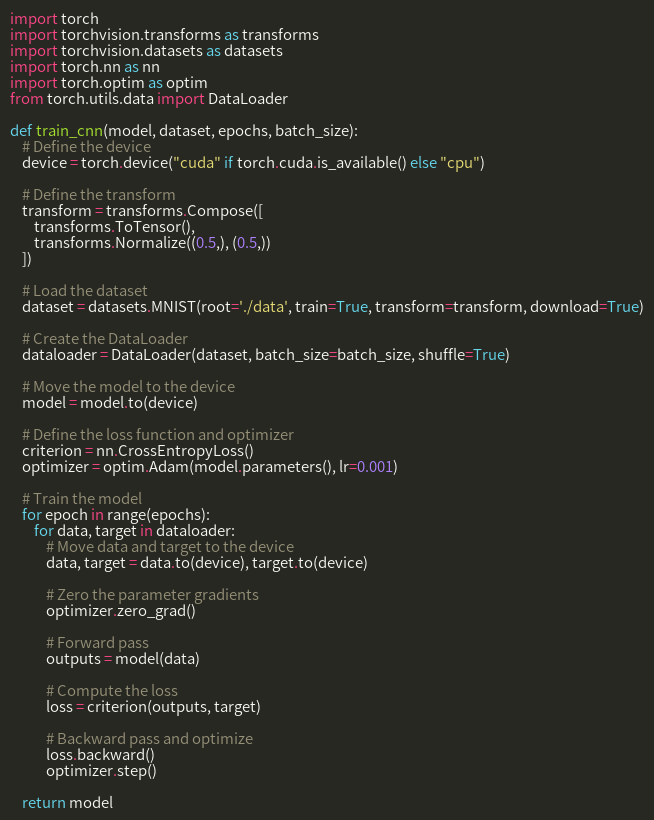 import torch
import torchvision.transforms as transforms
import torchvision.datasets as datasets
import torch.nn as nn
import torch.optim as optim
from torch.utils.data import DataLoader

def train_cnn(model, dataset, epochs, batch_size):
    # Define the device
    device = torch.device("cuda" if torch.cuda.is_available() else "cpu")

    # Define the transform
    transform = transforms.Compose([
        transforms.ToTensor(),
        transforms.Normalize((0.5,), (0.5,))
    ])

    # Load the dataset
    dataset = datasets.MNIST(root='./data', train=True, transform=transform, download=True)

    # Create the DataLoader
    dataloader = DataLoader(dataset, batch_size=batch_size, shuffle=True)

    # Move the model to the device
    model = model.to(device)

    # Define the loss function and optimizer
    criterion = nn.CrossEntropyLoss()
    optimizer = optim.Adam(model.parameters(), lr=0.001)

    # Train the model
    for epoch in range(epochs):
        for data, target in dataloader:
            # Move data and target to the device
            data, target = data.to(device), target.to(device)

            # Zero the parameter gradients
            optimizer.zero_grad()

            # Forward pass
            outputs = model(data)

            # Compute the loss
            loss = criterion(outputs, target)

            # Backward pass and optimize
            loss.backward()
            optimizer.step()

    return model